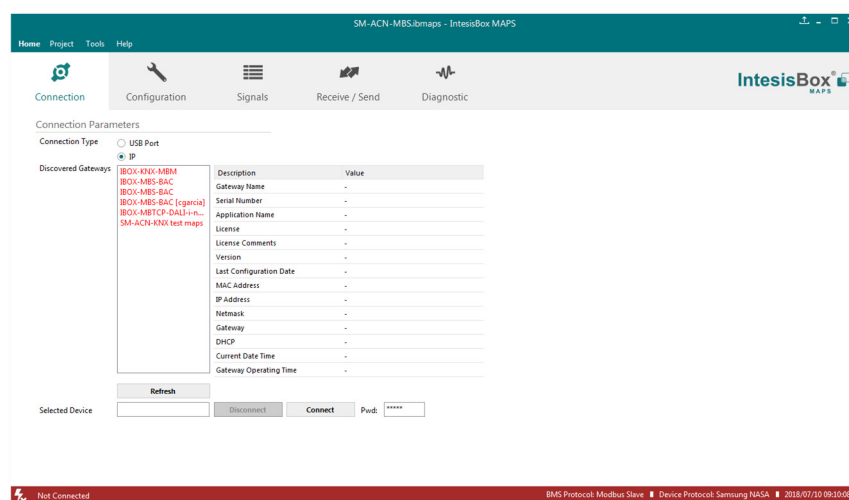 SM-ACN-MBS.ibmaps - IntesisBox MAPS
Home Project Tools Help
Connection Configuration Signals Receive / Send Diagnostic
IntesisBox®
MAPS
Connection Parameters
Connection Type
USB Port
IP
Discovered Gateways
IBOX-KNX-MBM
IBOX-MBS-BAC
IBOX-MBS-BAC
IBOX-MBS-BAC [cgarcia]
IBOX-MBTCP-DALI-i-n...
SM-ACN-KNX test maps
Description Value
Gateway Name -
Serial Number -
Application Name -
License -
License Comments -
Version -
Last Configuration Date -
MAC Address -
IP Address -
Netmask -
Gateway -
DHCP -
Current Date Time -
Gateway Operating Time -
Refresh
Selected Device Disconnect Connect Pwd: *****
Not Connected BMS Protocol: Modbus Slave Device Protocol: Samsung NASA 2018/07/10 09:10:08